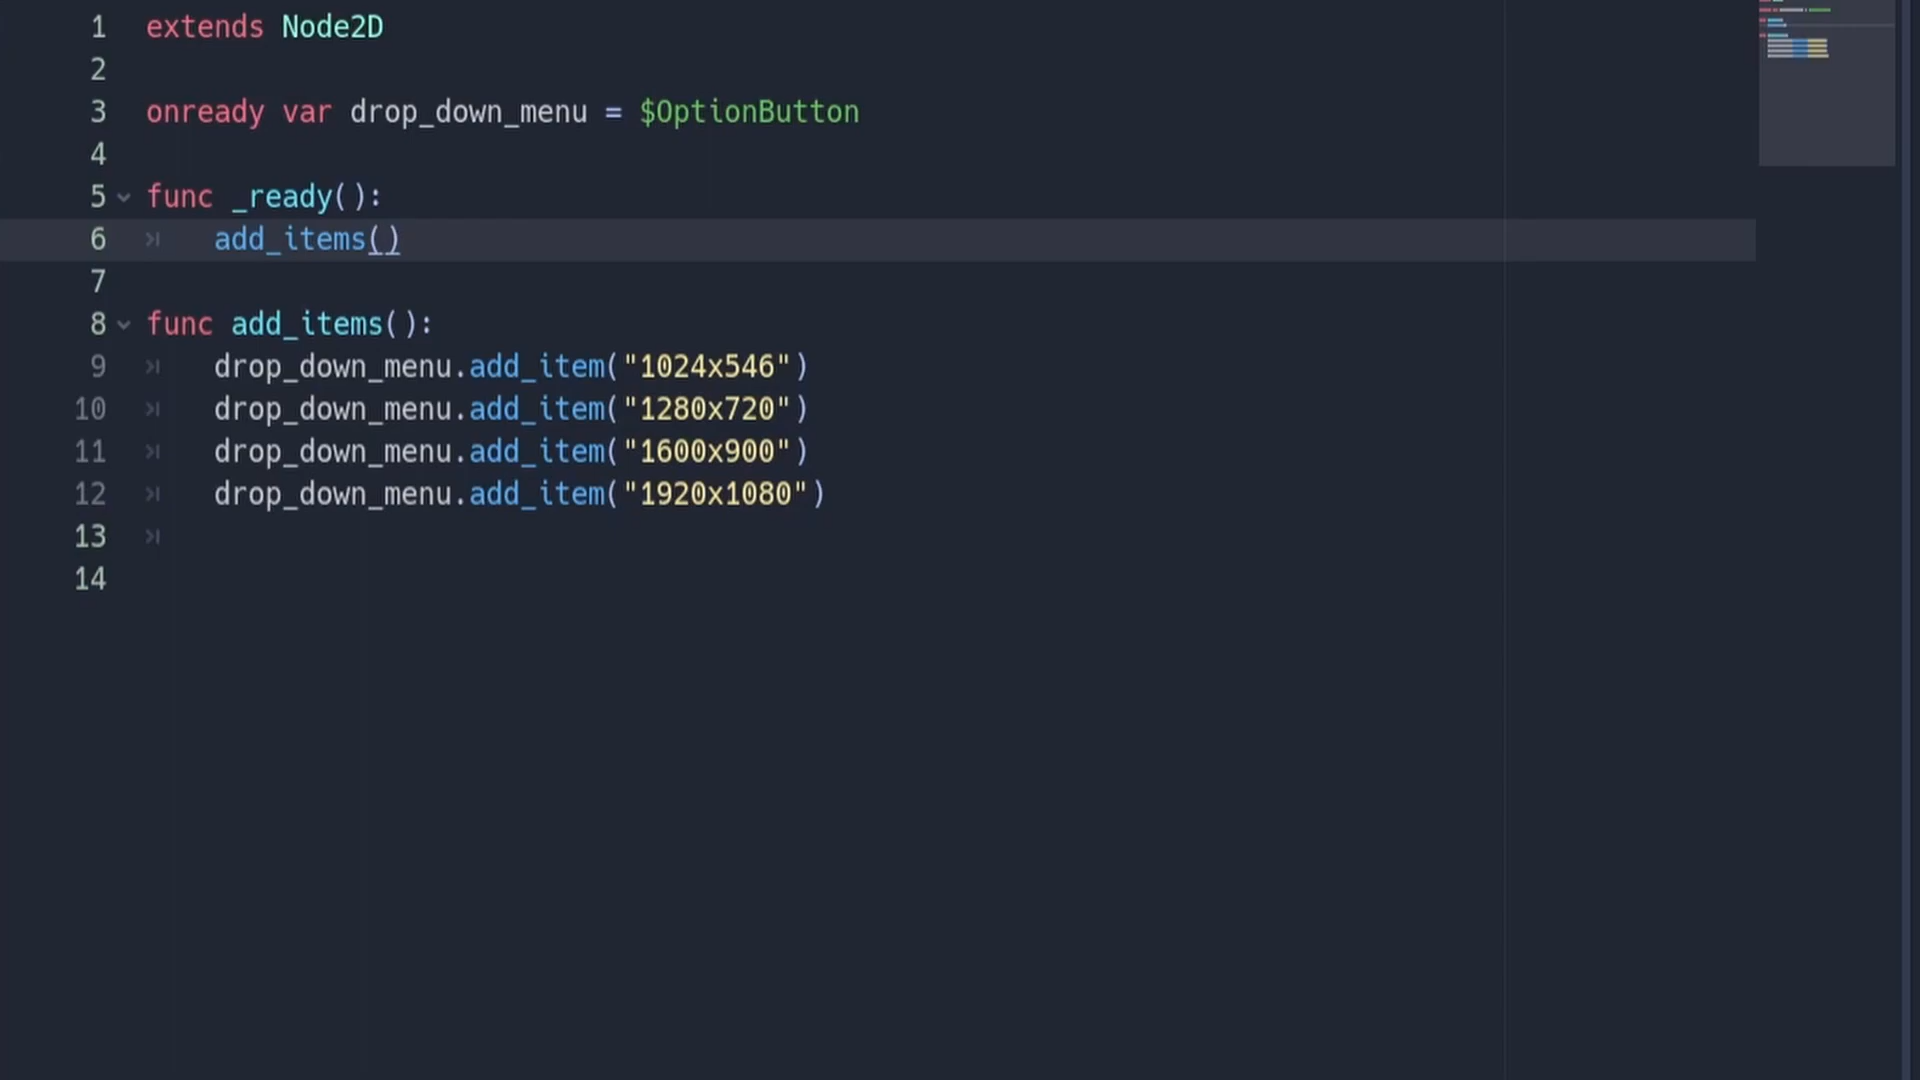 1 extends Node2D
2
3 onready var drop_down_menu = $OptionButton
4
5 func _ready():
6 add_items()
7
8 func add_items():
9 drop_down_menu.add_item("1024x546")
10 drop_down_menu.add_item("1280x720")
11 drop_down_menu.add_item("1600x900")
12 drop_down_menu.add_item("1920x1080")
13
14